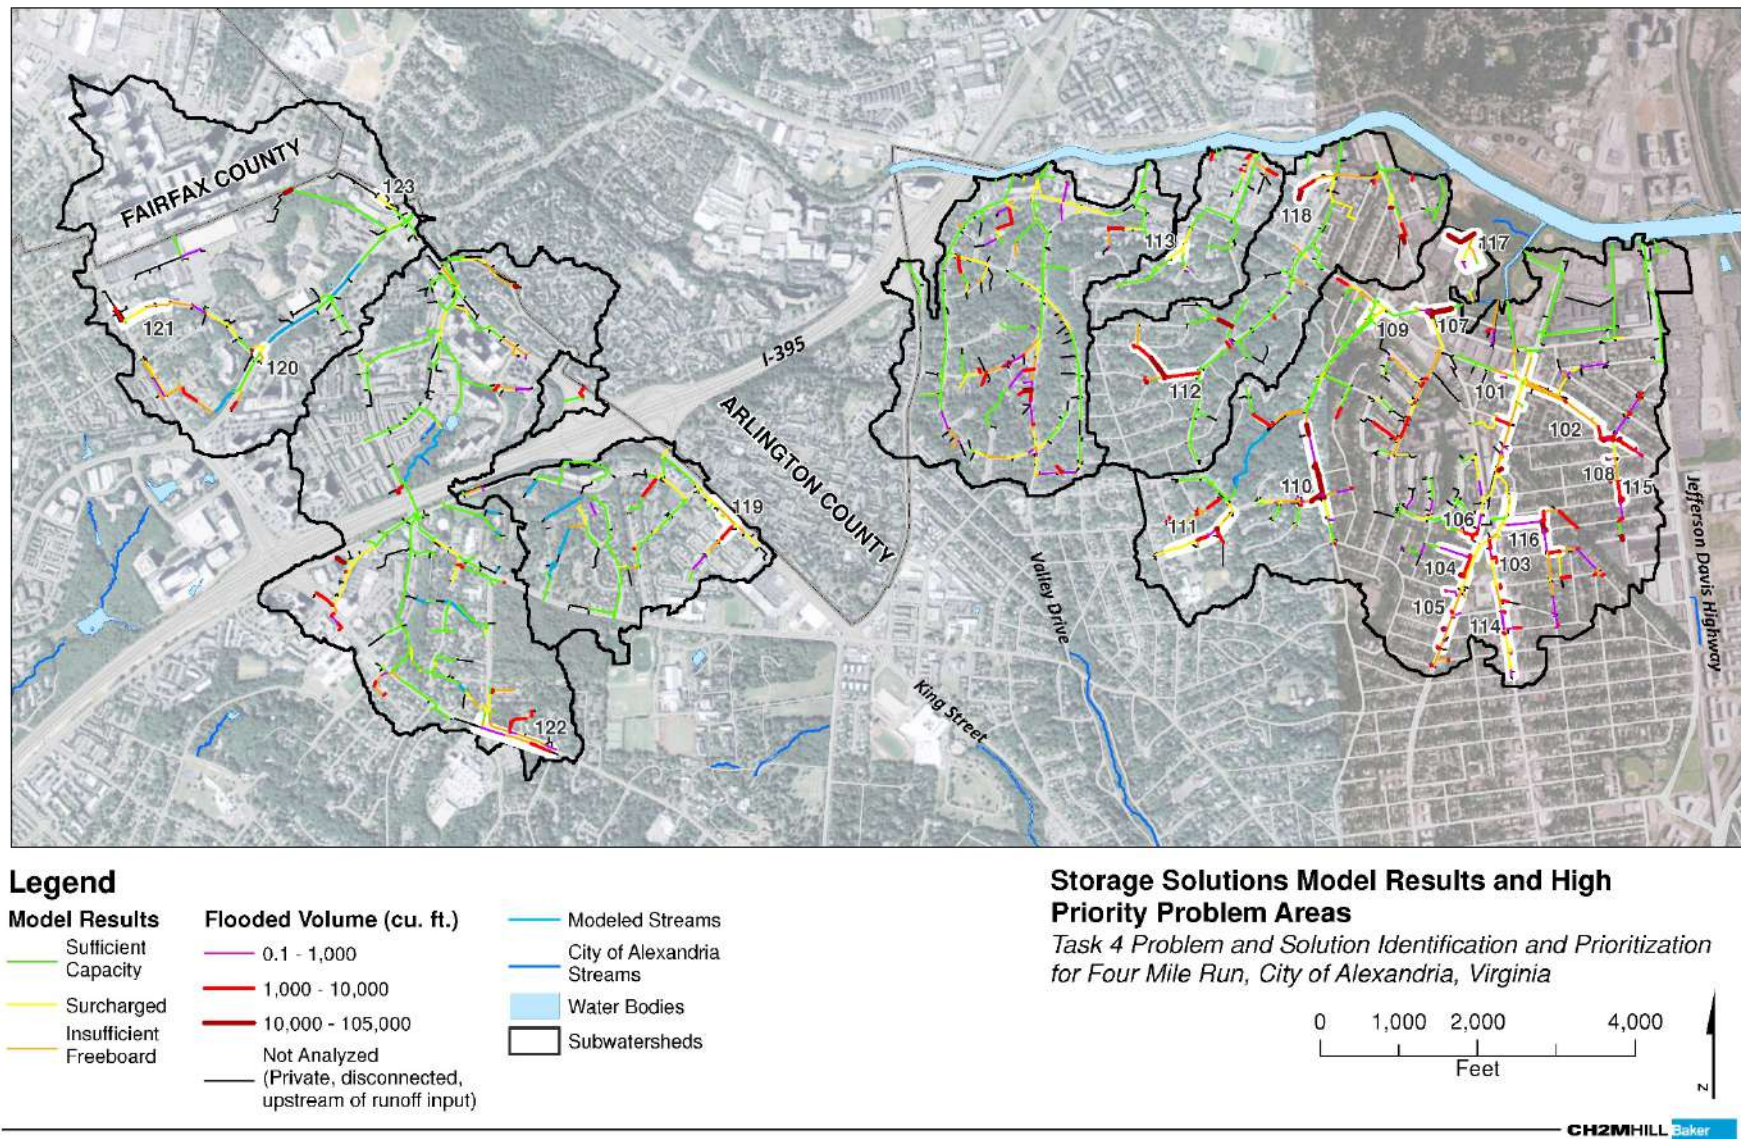 FAIRFAX COUNTY
123
121
120
I-395
ARLINGTON COUNTY
119
122
113
118
117
112
109
107
101
102
108
115
110
111
106
116
104
103
105
114
Valley Drive
King Street
Jefferson Davis Highway
Legend
Model Results
Sufficient
Capacity
Surcharged
Insufficient
Freeboard
Flooded Volume (cu. ft.)
0.1 - 1,000
1,000 - 10,000
10,000 - 105,000
Not Analyzed
(Private, disconnected,
upstream of runoff input)
Modeled Streams
City of Alexandria
Streams
Water Bodies
Subwatersheds
Storage Solutions Model Results and High
Priority Problem Areas
Task 4 Problem and Solution Identification and Prioritization
for Four Mile Run, City of Alexandria, Virginia
0 1,000 2,000 4,000
Feet
N
CH2MHILL Baker